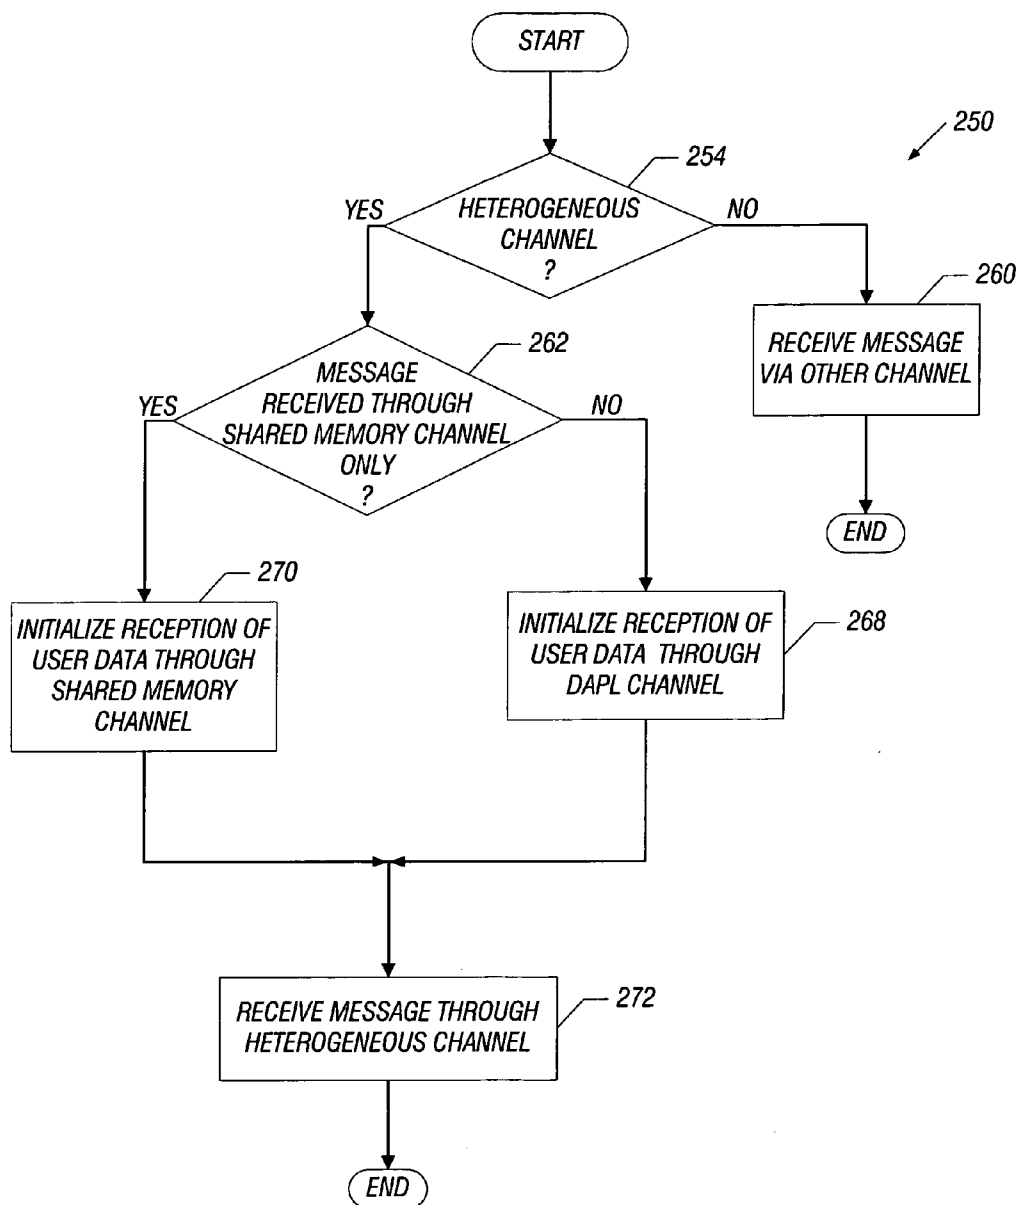 START
250
254
YES
HETEROGENEOUS
CHANNEL
?
NO
260
RECEIVE MESSAGE
VIA OTHER CHANNEL
END
262
YES
MESSAGE
RECEIVED THROUGH
SHARED MEMORY CHANNEL
ONLY
?
NO
270
INITIALIZE RECEPTION OF
USER DATA THROUGH
SHARED MEMORY
CHANNEL
268
INITIALIZE RECEPTION OF
USER DATA THROUGH
DAPL CHANNEL
272
RECEIVE MESSAGE THROUGH
HETEROGENEOUS CHANNEL
END